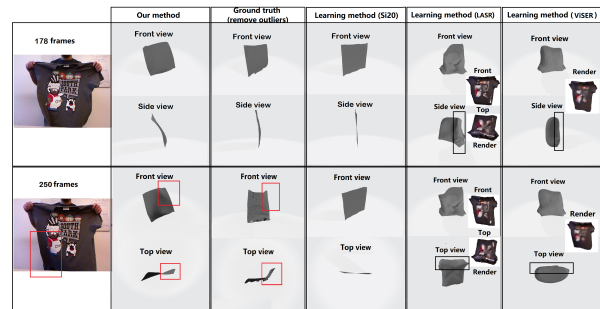 Our method
Ground truth
(remove outliers)
Learning method (Si20)
Learning method (LASR)
Learning method (ViSER)
178 frames
Front view
Front view
Front view
Front view
Front view
Render
Front
Side view
Side view
Side view
Side view
Top
Side view
Render
250 frames
Front view
Front view
Front view
Front view
Front view
Front
Render
Top
Top view
Top view
Top view
Top view
Render
Top view
SOUTH
PARK